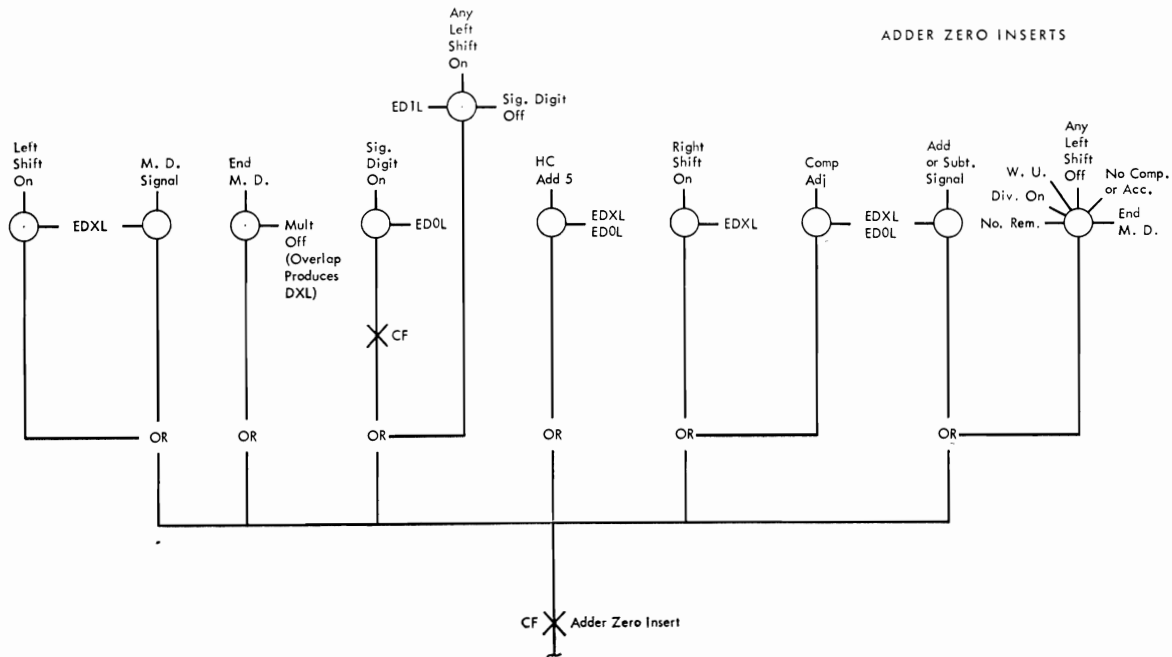 ADDER ZERO INSERTS
Any
Left
Shift
On
ED1L
Sig. Digit
Off
Left
Shift
On
EDXL
M. D.
Signal
End
M. D.
Mult
Off
(Overlap
Produces
DXL)
Sig.
Digit
On
ED0L
CF
HC
Add 5
EDXL
ED0L
Right
Shift
On
EDXL
Comp
Adj
EDXL
ED0L
Add
or Subt.
Signal
No. Rem.
Div. On
W. U.
Any
Left
Shift
Off
No Comp.
or Acc.
End
M. D.
OR
OR
OR
OR
OR
OR
CF
Adder Zero Insert